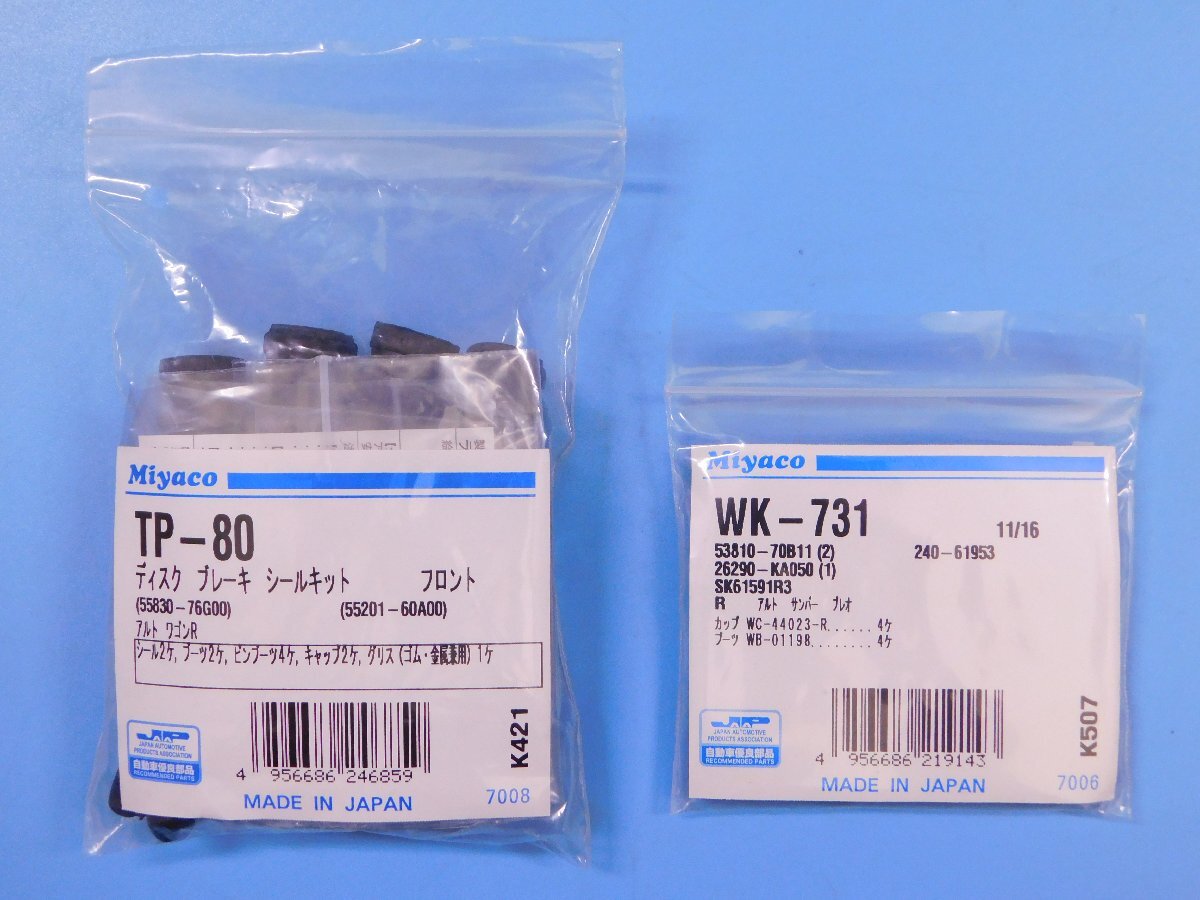 Miyaco
TP-80
ディスク ブレーキ シールキット フロント
(55830-76G00) (55201-60A00)
アルト ワゴンR
シール2ケ, ブーツ2ケ, ピンブーツ4ケ, キャップ2ケ, グリス (ゴム・金属兼用) 1ケ
JAP
JAPAN AUTOMOTIVE
PRODUCTS ASSOCIATION
自動車優良部品
RECOMMENDED PARTS
4 956686 246859
K421
MADE IN JAPAN
7008
Miyaco
WK-731
11/16
53810-70B11 (2) 240-61953
26290-KA050 (1)
SK61591R3
R アルト サンバー プレオ
カップ WC-44023-R...... 4ケ
ブーツ WB-01198........ 4ケ
JAP
JAPAN AUTOMOTIVE
PRODUCTS ASSOCIATION
自動車優良部品
RECOMMENDED PARTS
4 956686 219143
K507
MADE IN JAPAN
7006